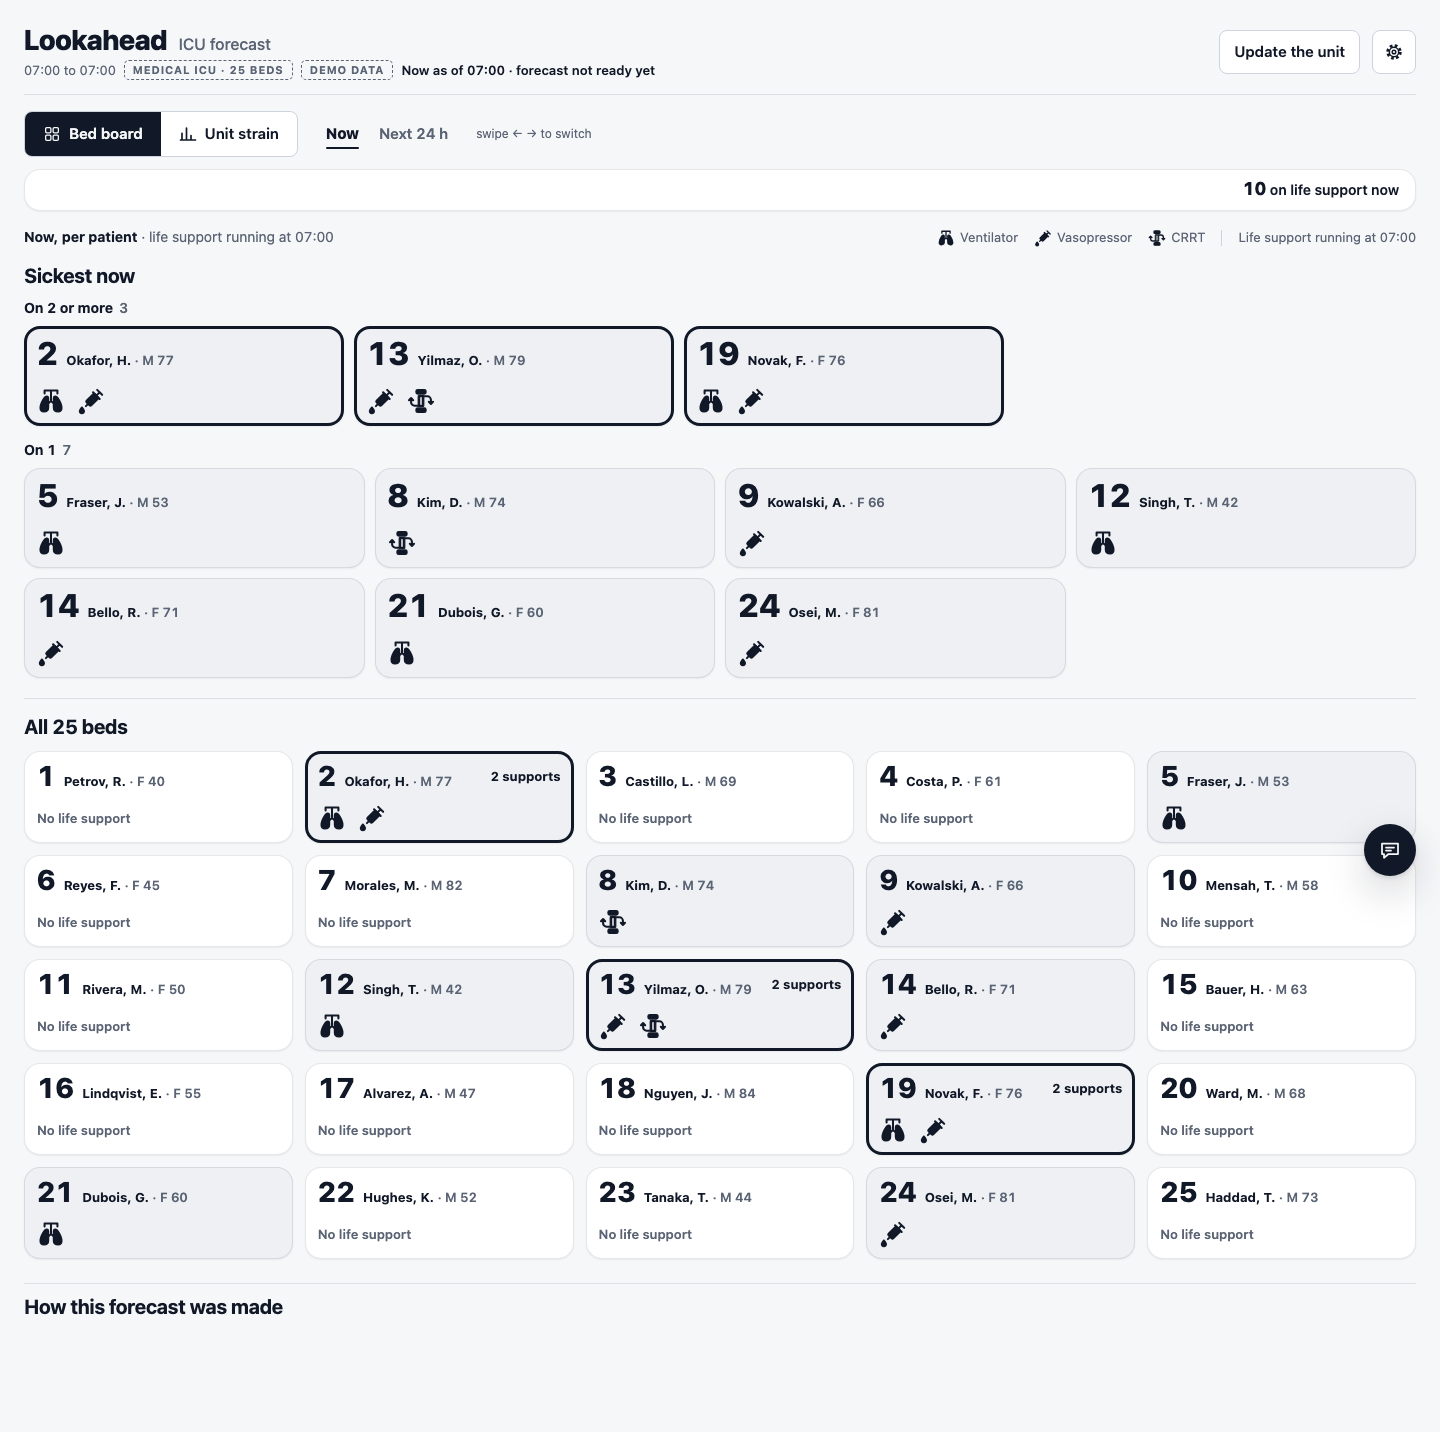 Lookahead ICU forecast
07:00 to 07:00 MEDICAL ICU · 25 BEDS DEMO DATA Now as of 07:00 · forecast not ready yet
Update the unit
Bed board Unit strain Now Next 24 h swipe ← → to switch
10 on life support now
Now, per patient · life support running at 07:00
Ventilator Vasopressor CRRT Life support running at 07:00
Sickest now
On 2 or more 3
2 Okafor, H. · M 77
13 Yilmaz, O. · M 79
19 Novak, F. · F 76
On 1 7
5 Fraser, J. · M 53
8 Kim, D. · M 74
9 Kowalski, A. · F 66
12 Singh, T. · M 42
14 Bello, R. · F 71
21 Dubois, G. · F 60
24 Osei, M. · F 81
All 25 beds
1 Petrov, R. · F 40
No life support
2 Okafor, H. · M 77 2 supports
3 Castillo, L. · M 69
No life support
4 Costa, P. · F 61
No life support
5 Fraser, J. · M 53
6 Reyes, F. · F 45
No life support
7 Morales, M. · M 82
No life support
8 Kim, D. · M 74
9 Kowalski, A. · F 66
10 Mensah, T. · M 58
No life support
11 Rivera, M. · F 50
No life support
12 Singh, T. · M 42
13 Yilmaz, O. · M 79 2 supports
14 Bello, R. · F 71
15 Bauer, H. · M 63
No life support
16 Lindqvist, E. · F 55
No life support
17 Alvarez, A. · M 47
No life support
18 Nguyen, J. · M 84
No life support
19 Novak, F. · F 76 2 supports
20 Ward, M. · M 68
No life support
21 Dubois, G. · F 60
22 Hughes, K. · M 52
No life support
23 Tanaka, T. · M 44
No life support
24 Osei, M. · F 81
25 Haddad, T. · M 73
No life support
How this forecast was made